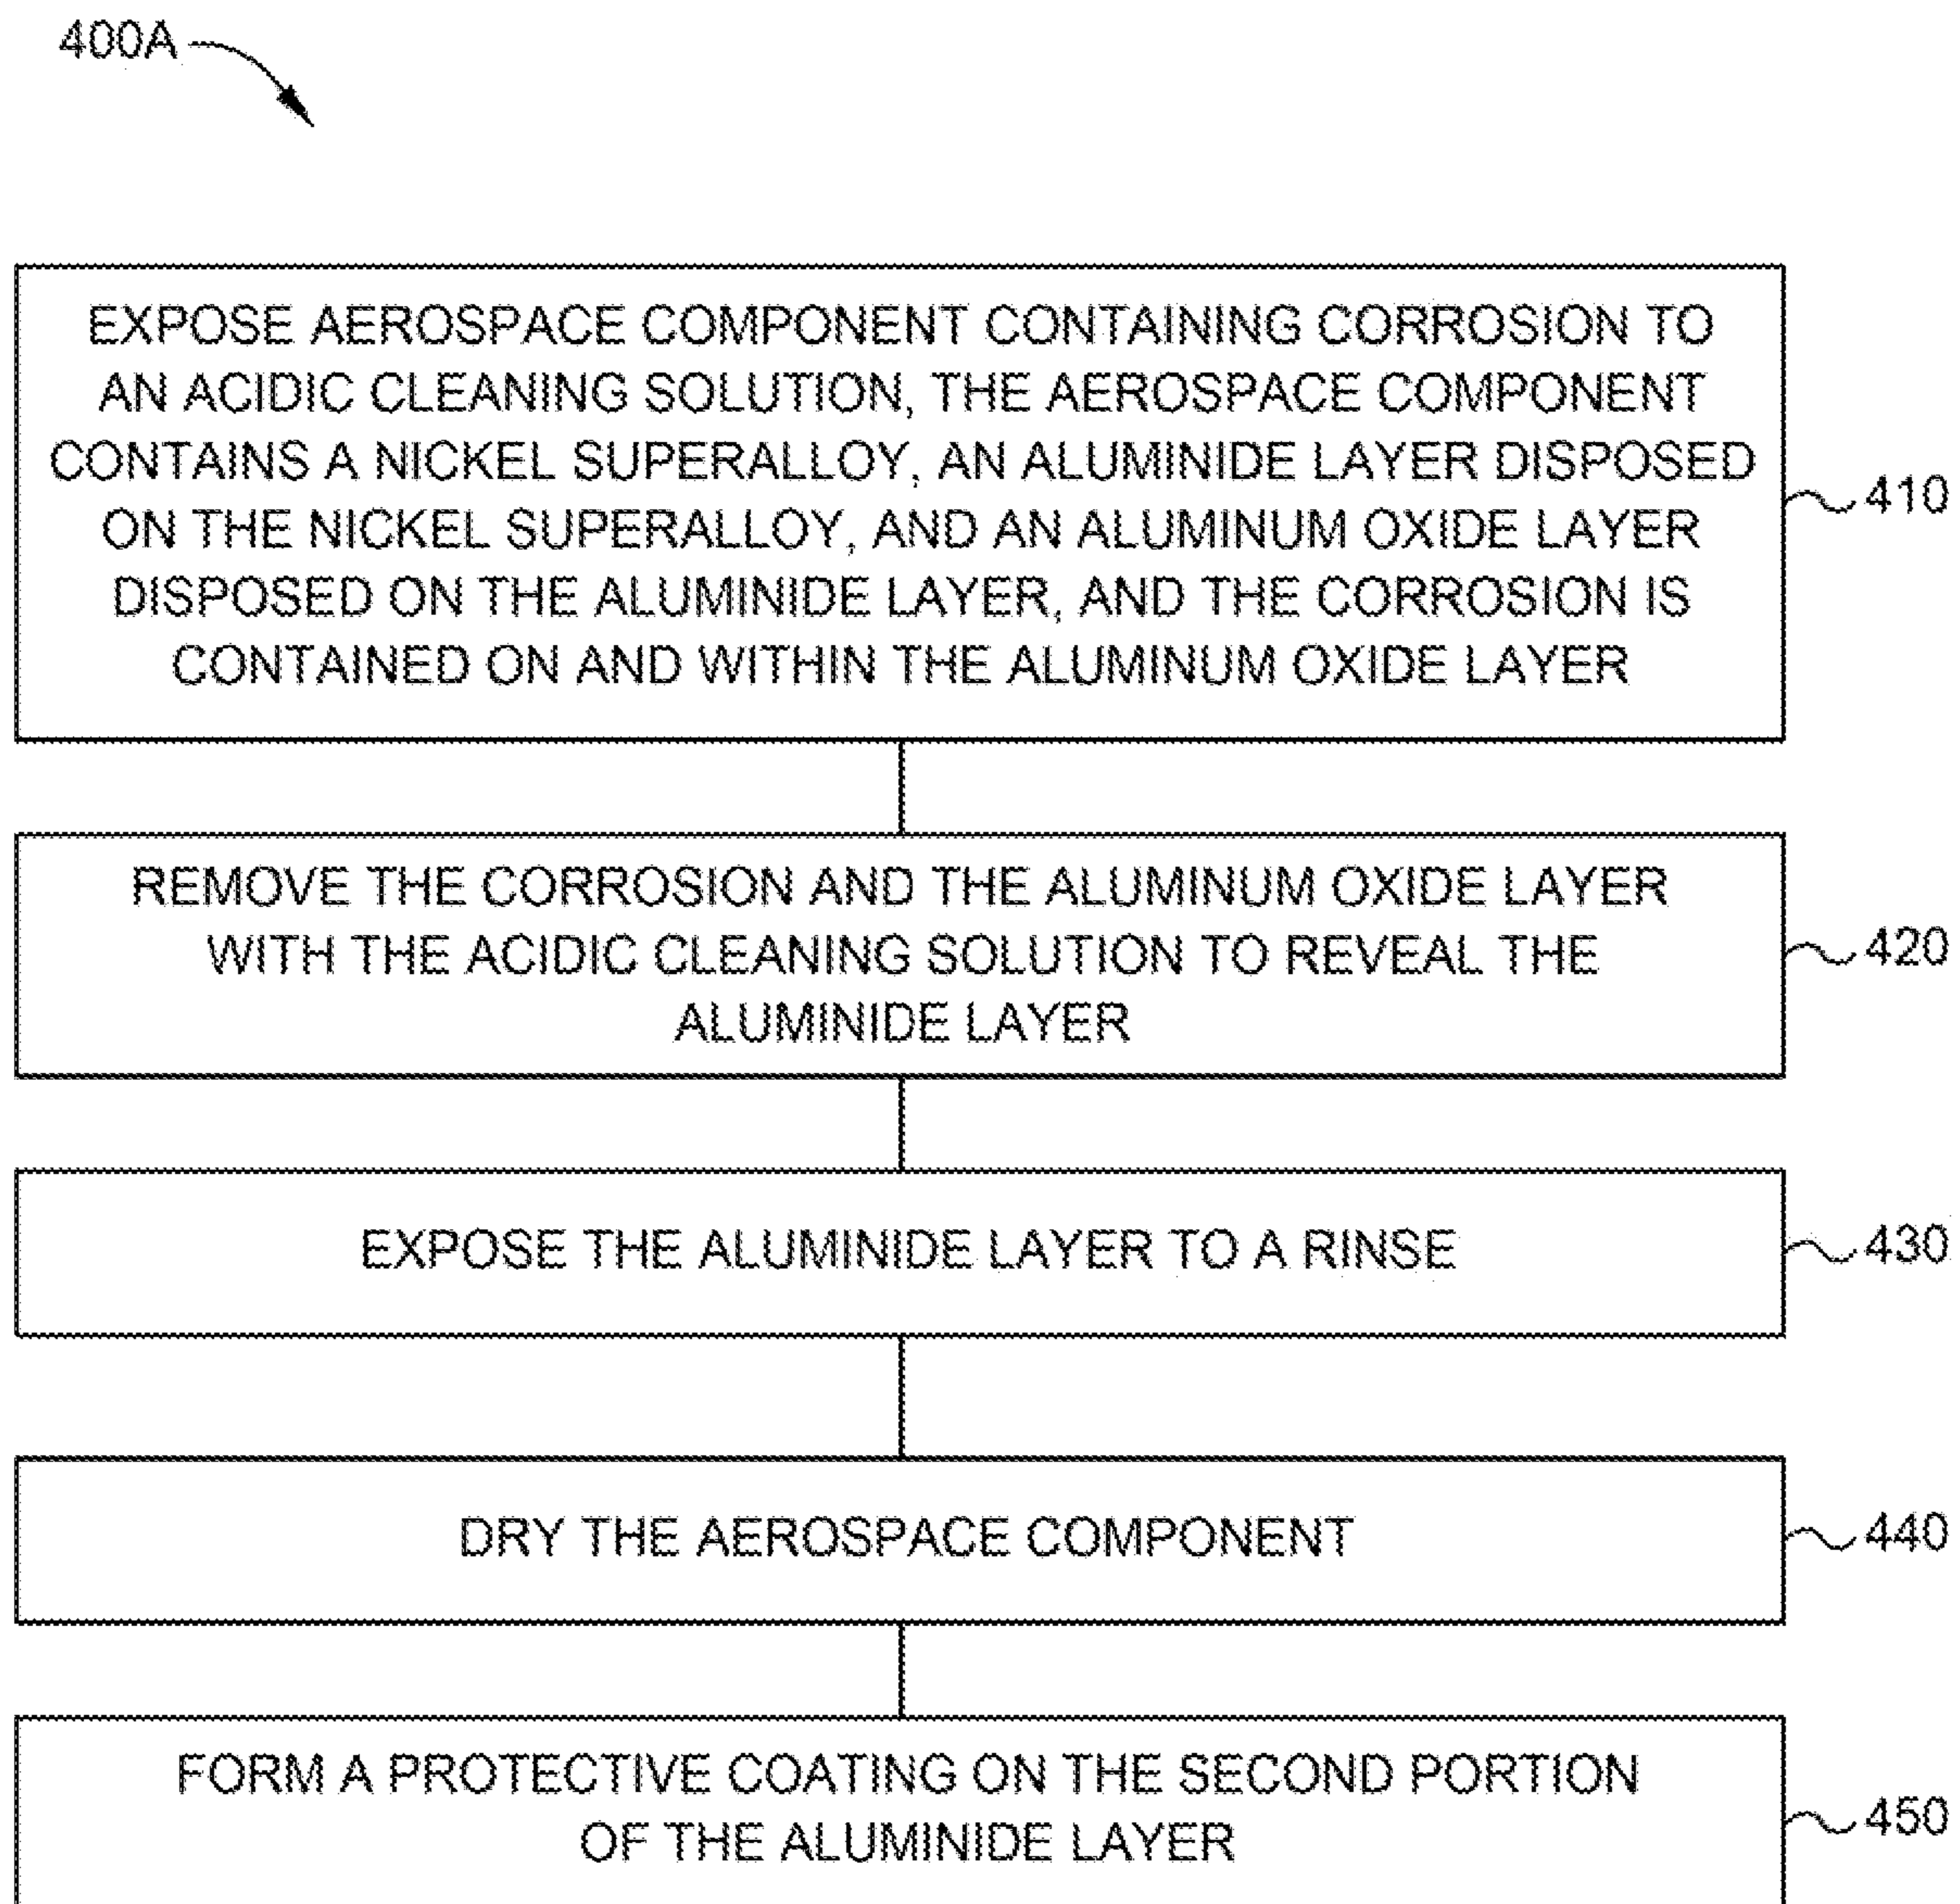 400A
EXPOSE AEROSPACE COMPONENT CONTAINING CORROSION TO
AN ACIDIC CLEANING SOLUTION, THE AEROSPACE COMPONENT
CONTAINS A NICKEL SUPERALLOY, AN ALUMINIDE LAYER DISPOSED
ON THE NICKEL SUPERALLOY, AND AN ALUMINUM OXIDE LAYER
DISPOSED ON THE ALUMINIDE LAYER, AND THE CORROSION IS
CONTAINED ON AND WITHIN THE ALUMINUM OXIDE LAYER
410
REMOVE THE CORROSION AND THE ALUMINUM OXIDE LAYER
WITH THE ACIDIC CLEANING SOLUTION TO REVEAL THE
ALUMINIDE LAYER
420
EXPOSE THE ALUMINIDE LAYER TO A RINSE
430
DRY THE AEROSPACE COMPONENT
440
FORM A PROTECTIVE COATING ON THE SECOND PORTION
OF THE ALUMINIDE LAYER
450